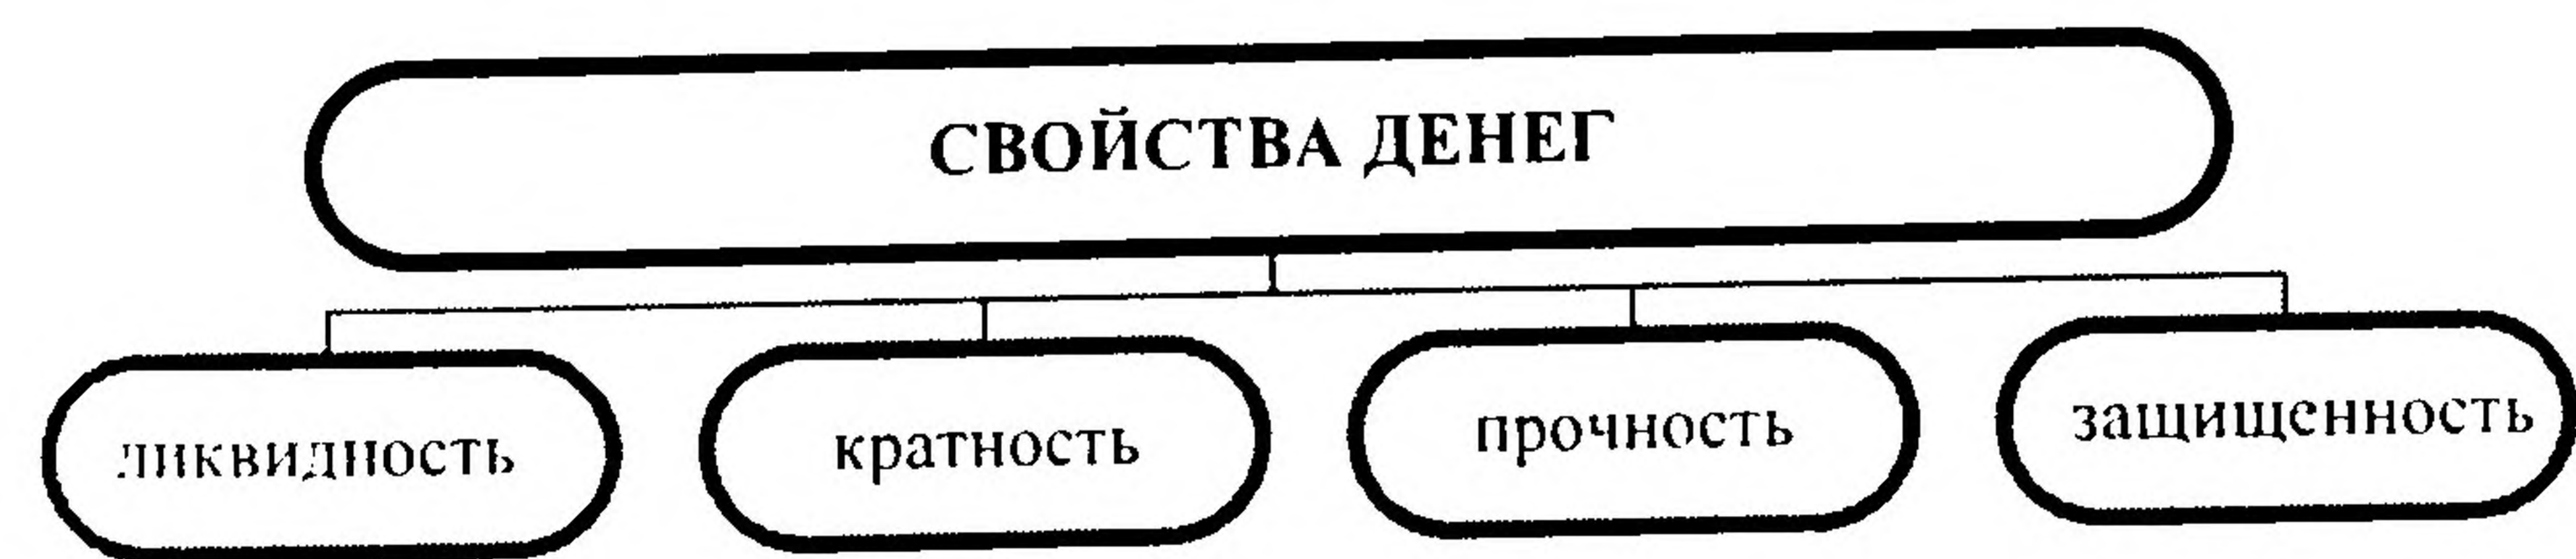 СВОЙСТВА ДЕНЕГ
ликвидность
кратность
прочность
защищенность